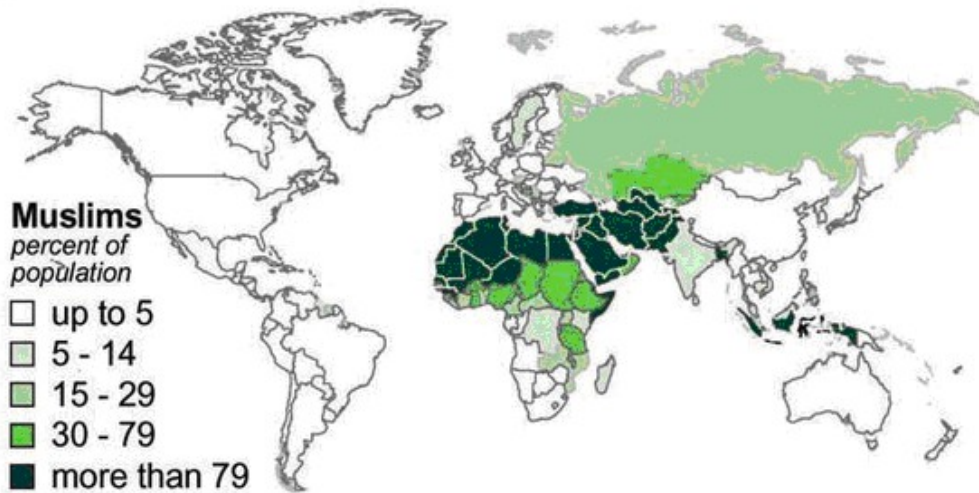 Muslims
percent of
population
up to 5
5 - 14
15 - 29
30 - 79
more than 79